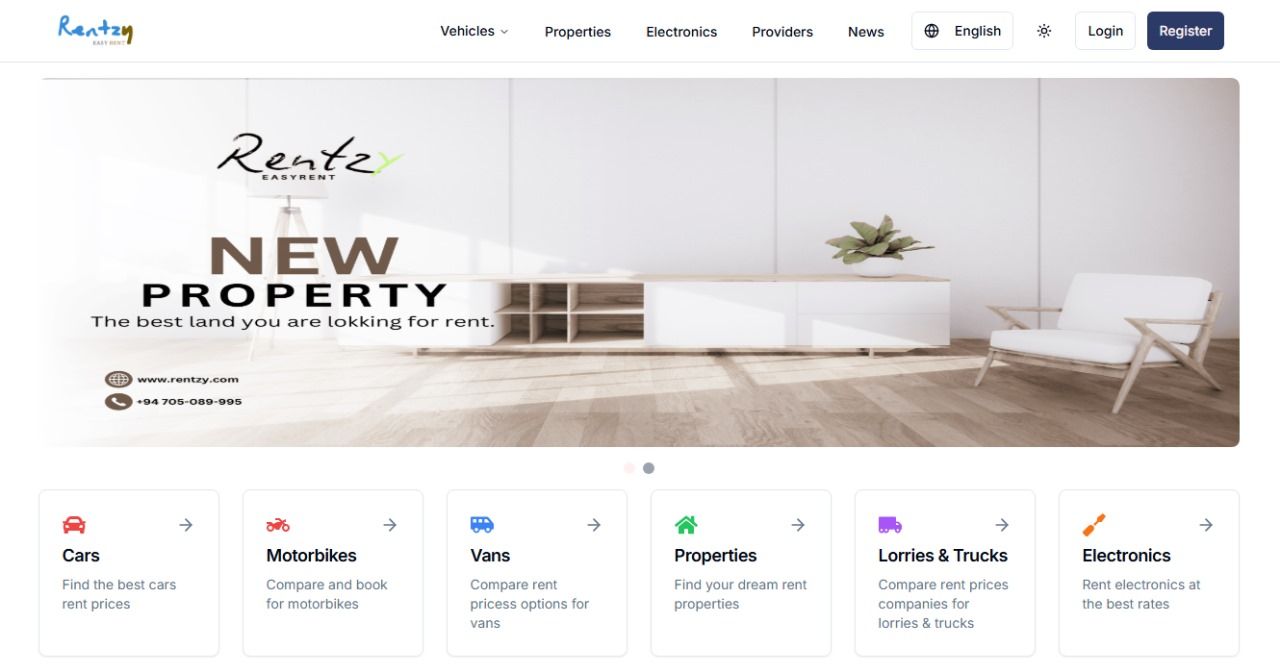 Rentzy
EASY RENT
Vehicles
Properties
Electronics
Providers
News
English
Login
Register
Rentzy
EASYRENT
NEW
PROPERTY
The best land you are lokking for rent.
www.rentzy.com
+94 705-089-995
Cars
Find the best cars
rent prices
Motorbikes
Compare and book
for motorbikes
Vans
Compare rent
pricess options for
vans
Properties
Find your dream rent
properties
Lorries & Trucks
Compare rent prices
companies for
lorries & trucks
Electronics
Rent electronics at
the best rates